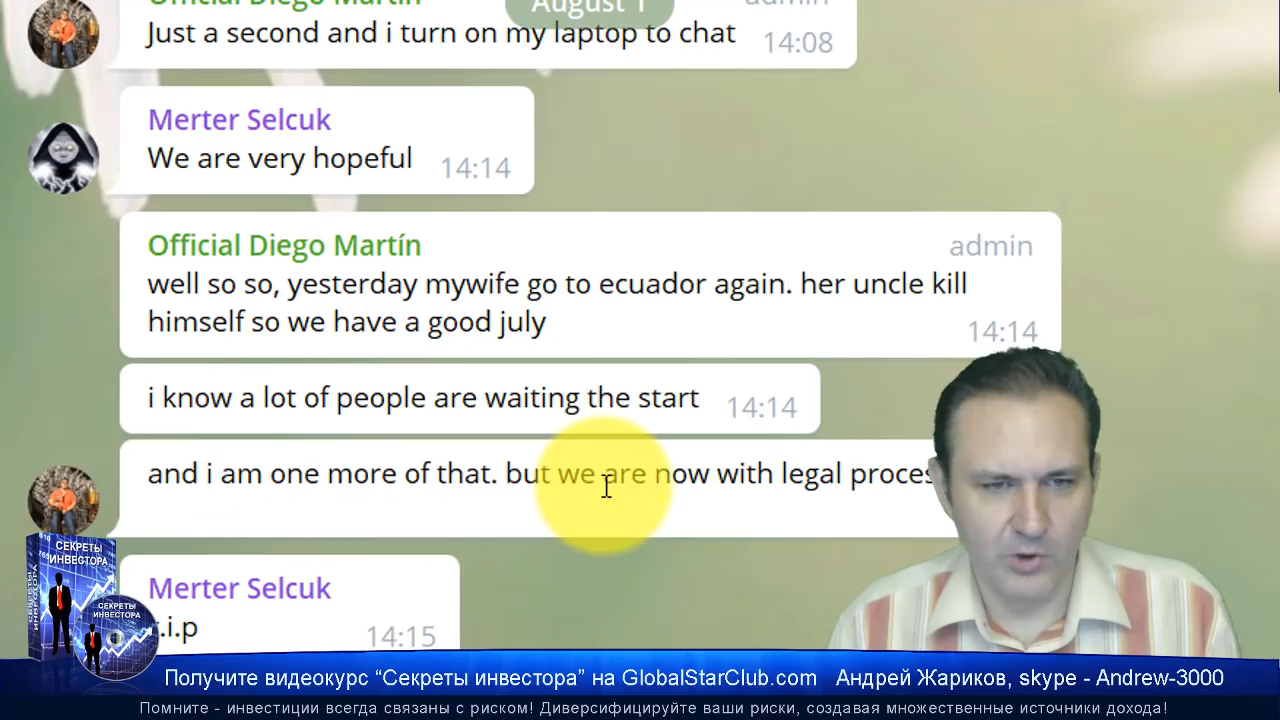 Official Diego Martín
admin
August 1
Just a second and i turn on my laptop to chat
14:08
Merter Selcuk
We are very hopeful
14:14
Official Diego Martín
admin
well so so, yesterday mywife go to ecuador again. her uncle kill
himself so we have a good july
14:14
i know a lot of people are waiting the start
14:14
and i am one more of that. but we are now with legal proces
Merter Selcuk
.i.p
14:15
СЕКРЕТЫ
ИНВЕСТОРА
СЕКРЕТЫ
ИНВЕСТОРА
Получите видеокурс “Секреты инвестора” на GlobalStarClub.com Андрей Жариков, skype - Andrew-3000
Помните - инвестиции всегда связаны с риском! Диверсифицируйте ваши риски, создавая множественные источники дохода!